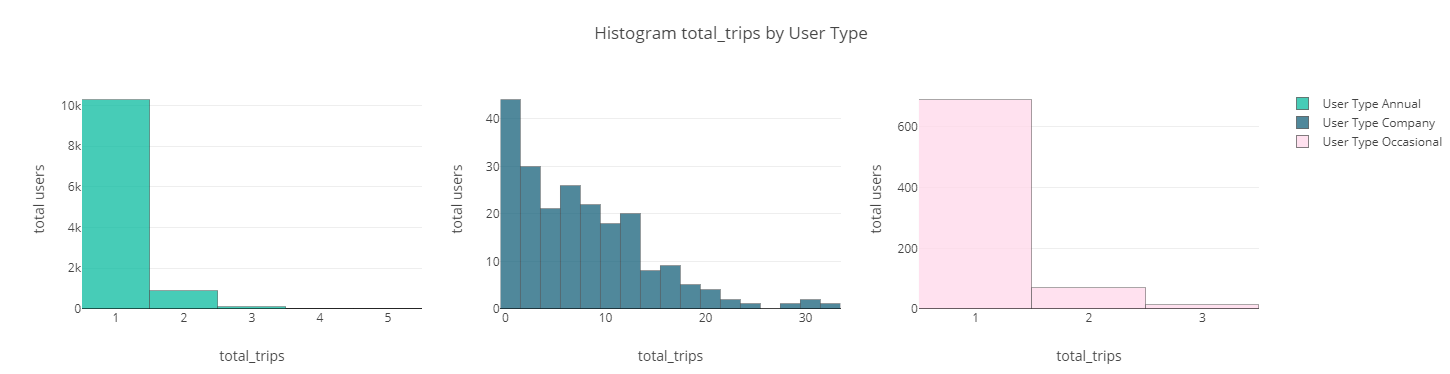 Histogram total_trips by User Type
total users
10k
8k
6k
4k
2k
0
1 2 3 4 5
total_trips
total users
40
30
20
10
0
0 10 20 30
total_trips
total users
600
400
200
0
1 2 3
total_trips
User Type Annual
User Type Company
User Type Occasional